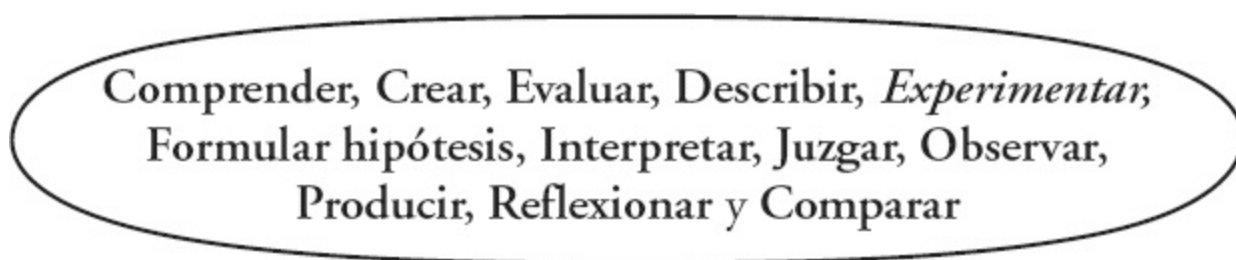 Comprender, Crear, Evaluar, Describir, Experimentar,
Formular hipótesis, Interpretar, Juzgar, Observar,
Producir, Reflexionar y Comparar